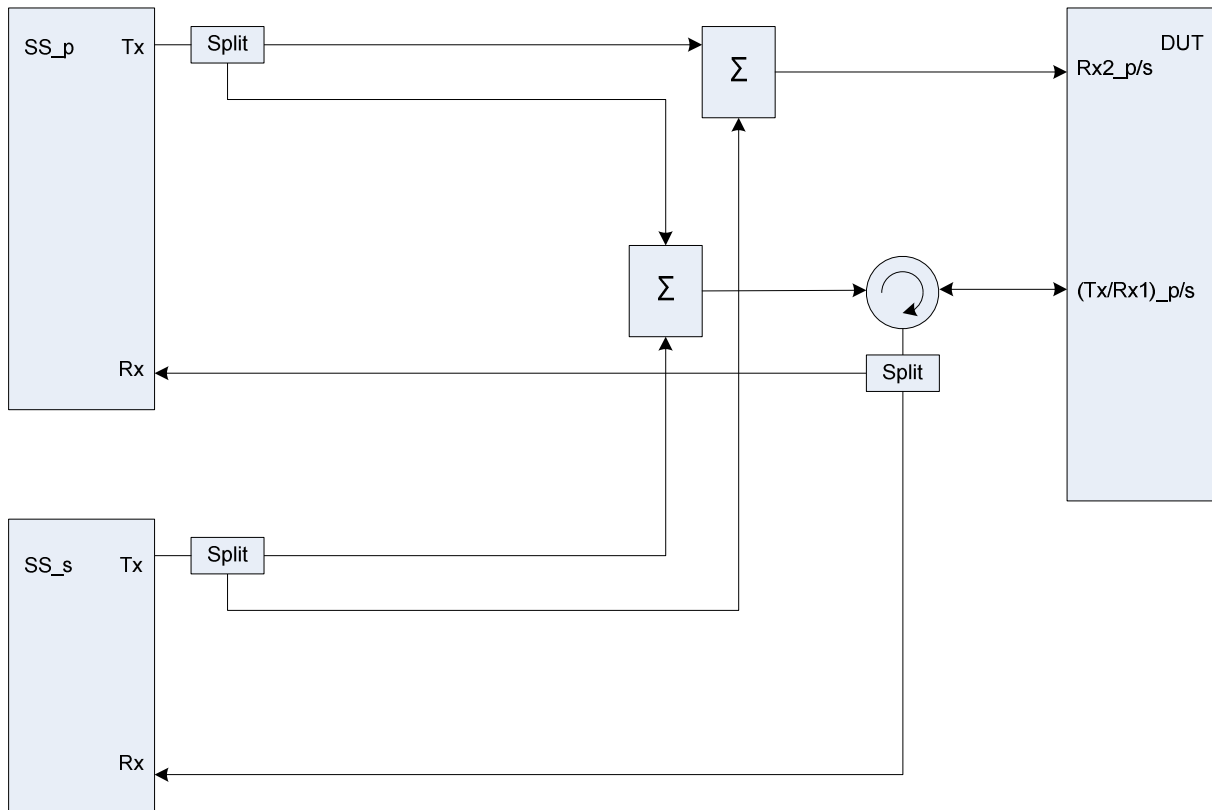 SS_p
Tx
Split
Σ
DUT
Rx2_p/s
Σ
(Tx/Rx1)_p/s
Rx
Split
SS_s
Tx
Split
Rx